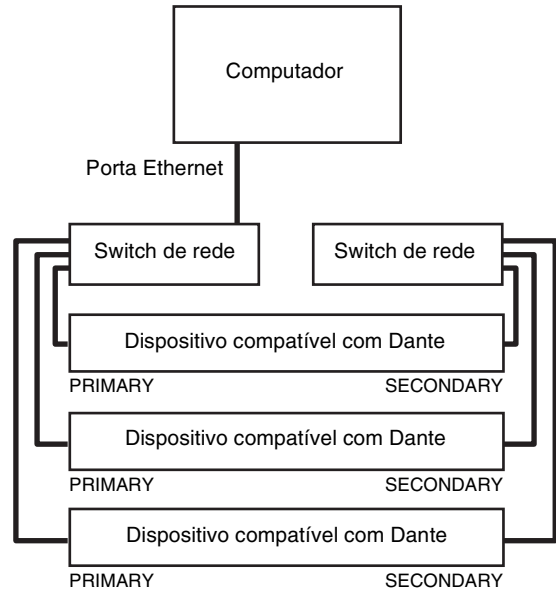 Computador
Porta Ethernet
Switch de rede
Switch de rede
Dispositivo compatível com Dante
PRIMARY
SECONDARY
Dispositivo compatível com Dante
PRIMARY
SECONDARY
Dispositivo compatível com Dante
PRIMARY
SECONDARY